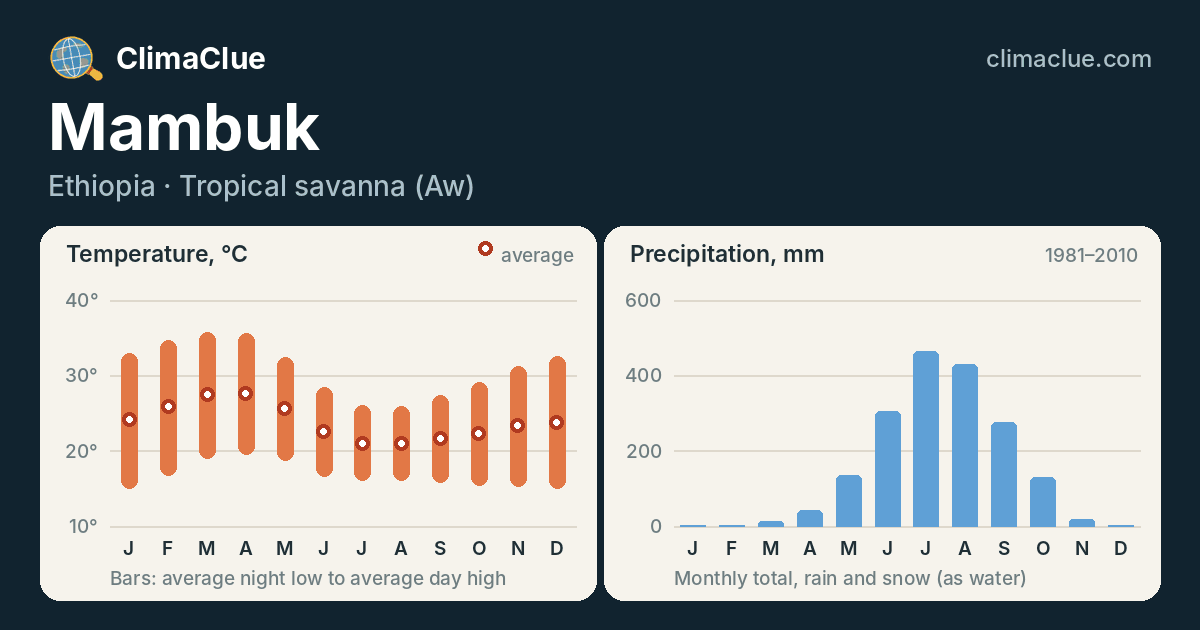 ClimaClue
climaclue.com
Mambuk
Ethiopia · Tropical savanna (Aw)
Temperature, °C
average
40°
30°
20°
10°
J F M A M J J A S O N D
Bars: average night low to average day high
Precipitation, mm
1981–2010
600
400
200
0
J F M A M J J A S O N D
Monthly total, rain and snow (as water)